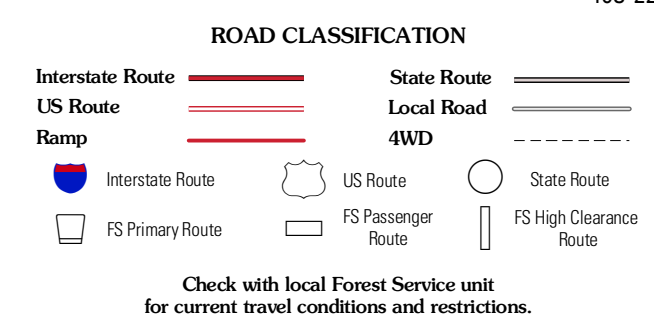 ROAD CLASSIFICATION
Interstate Route
State Route
US Route
Local Road
Ramp
4WD
Interstate Route
US Route
State Route
FS Primary Route
FS Passenger
Route
FS High Clearance
Route
Check with local Forest Service unit
for current travel conditions and restrictions.